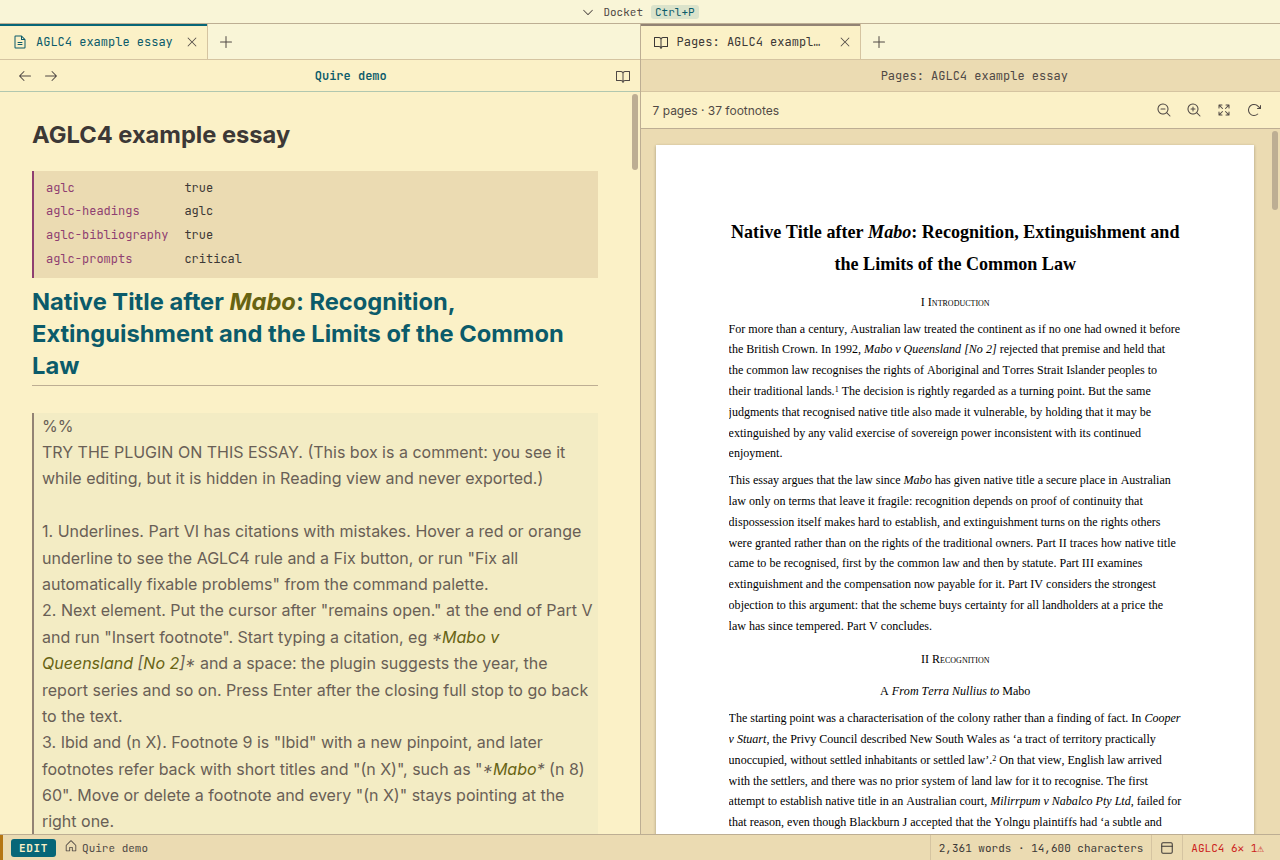 Docket Ctrl+P
AGLC4 example essay
Pages: AGLC4 exampl…
Quire demo
Pages: AGLC4 example essay
7 pages · 37 footnotes
AGLC4 example essay
aglc true
aglc-headings aglc
aglc-bibliography true
aglc-prompts critical
Native Title after Mabo: Recognition,
Extinguishment and the Limits of the Common
Law
%%
TRY THE PLUGIN ON THIS ESSAY. (This box is a comment: you see it
while editing, but it is hidden in Reading view and never exported.)
1. Underlines. Part VI has citations with mistakes. Hover a red or orange
underline to see the AGLC4 rule and a Fix button, or run "Fix all
automatically fixable problems" from the command palette.
2. Next element. Put the cursor after "remains open." at the end of Part V
and run "Insert footnote". Start typing a citation, eg *Mabo v
Queensland [No 2]* and a space: the plugin suggests the year, the
report series and so on. Press Enter after the closing full stop to go back
to the text.
3. Ibid and (n X). Footnote 9 is "Ibid" with a new pinpoint, and later
footnotes refer back with short titles and "(n X)", such as "*Mabo* (n 8)
60". Move or delete a footnote and every "(n X)" stays pointing at the
right one.
Native Title after Mabo: Recognition, Extinguishment and
the Limits of the Common Law
I Introduction
For more than a century, Australian law treated the continent as if no one had owned it before
the British Crown. In 1992, Mabo v Queensland [No 2] rejected that premise and held that
the common law recognises the rights of Aboriginal and Torres Strait Islander peoples to
their traditional lands.1 The decision is rightly regarded as a turning point. But the same
judgments that recognised native title also made it vulnerable, by holding that it may be
extinguished by any valid exercise of sovereign power inconsistent with its continued
enjoyment.
This essay argues that the law since Mabo has given native title a secure place in Australian
law only on terms that leave it fragile: recognition depends on proof of continuity that
dispossession itself makes hard to establish, and extinguishment turns on the rights others
were granted rather than on the rights of the traditional owners. Part II traces how native title
came to be recognised, first by the common law and then by statute. Part III examines
extinguishment and the compensation now payable for it. Part IV considers the strongest
objection to this argument: that the scheme buys certainty for all landholders at a price the
law has since tempered. Part V concludes.
II Recognition
A From Terra Nullius to Mabo
The starting point was a characterisation of the colony rather than a finding of fact. In Cooper
v Stuart, the Privy Council described New South Wales as ‘a tract of territory practically
unoccupied, without settled inhabitants or settled law’.2 On that view, English law arrived
with the settlers, and there was no prior system of land law for it to recognise. The first
attempt to establish native title in an Australian court, Milirrpum v Nabalco Pty Ltd, failed for
that reason, even though Blackburn J accepted that the Yolngu plaintiffs had ‘a subtle and
EDIT Quire demo
2,361 words · 14,600 characters
AGLC4 6× 1⚠